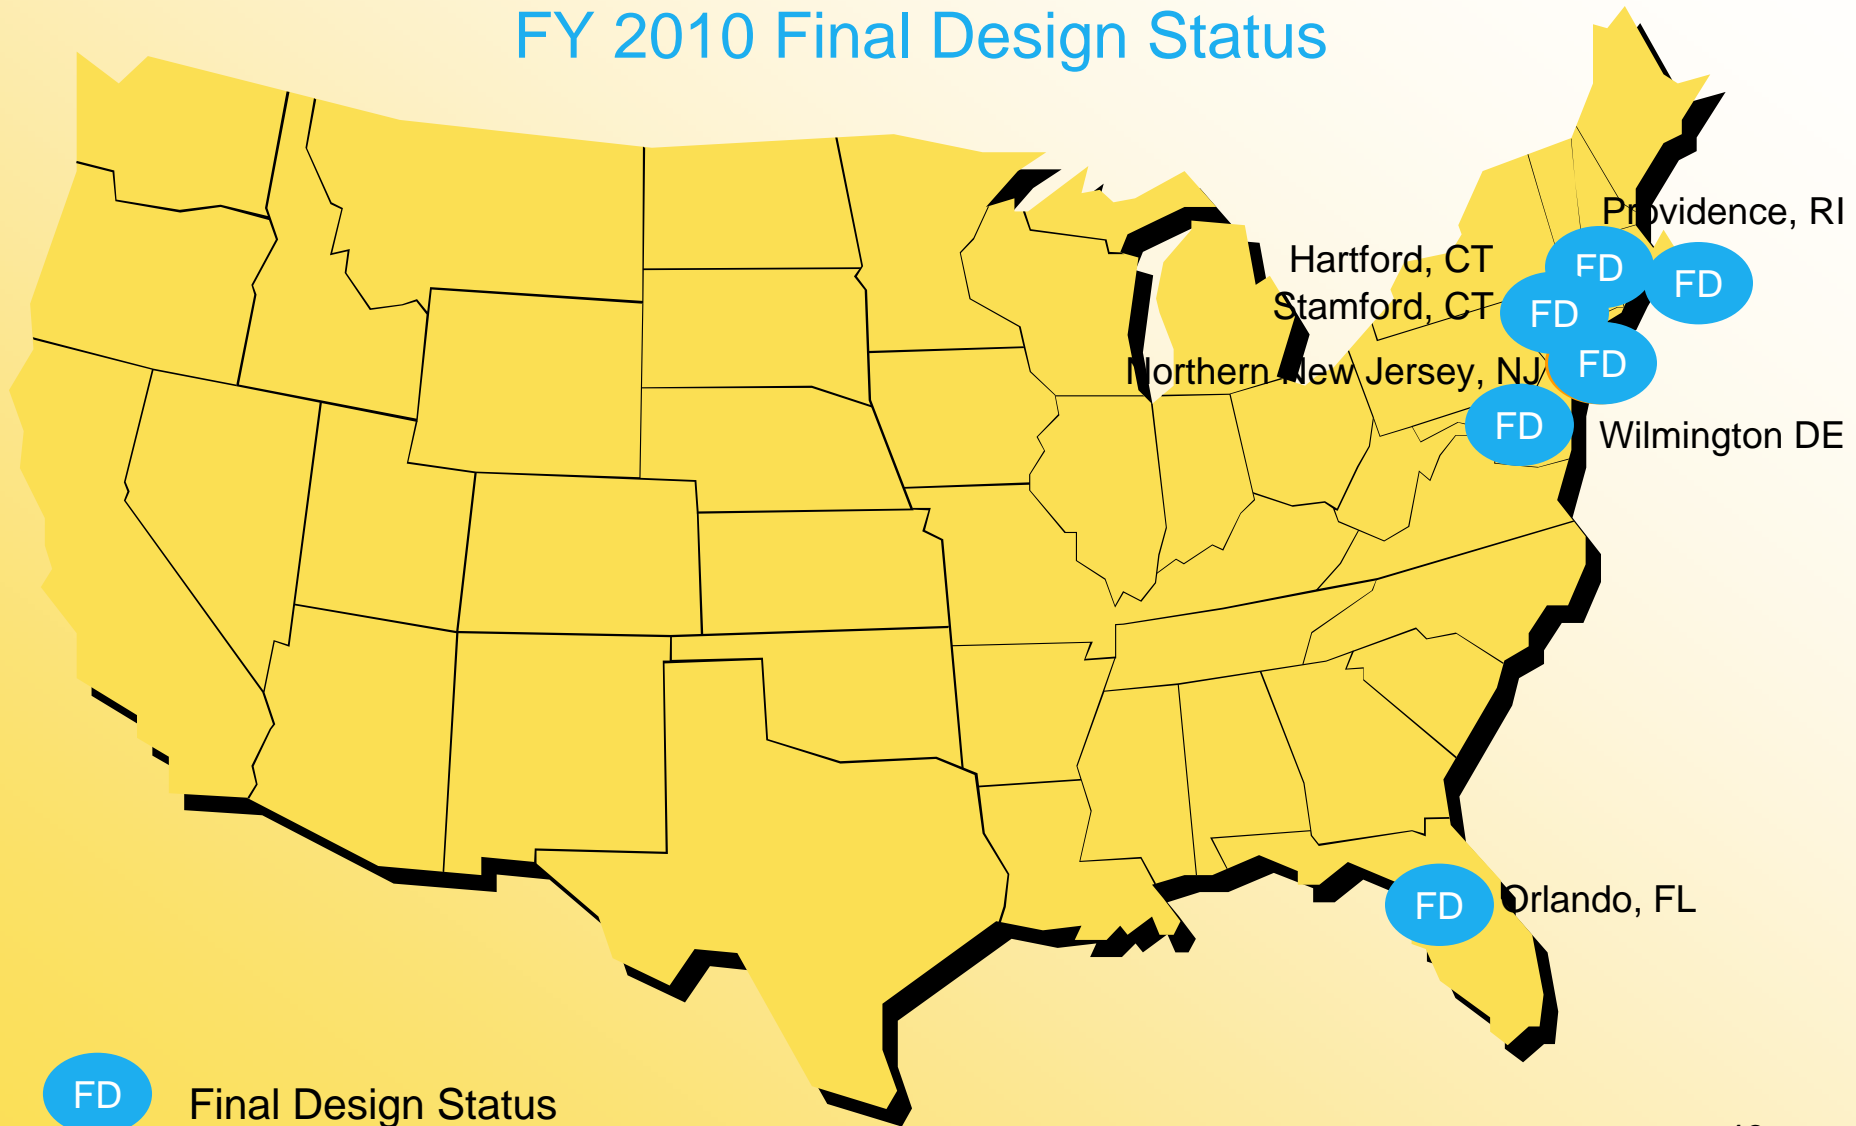 FY 2010 Final Design Status
Providence, RI
Hartford, CT
FD
FD
Stamford, CT
FD
Northern New Jersey, NJ
FD
FD
Wilmington DE
FD
Orlando, FL
FD
Final Design Status